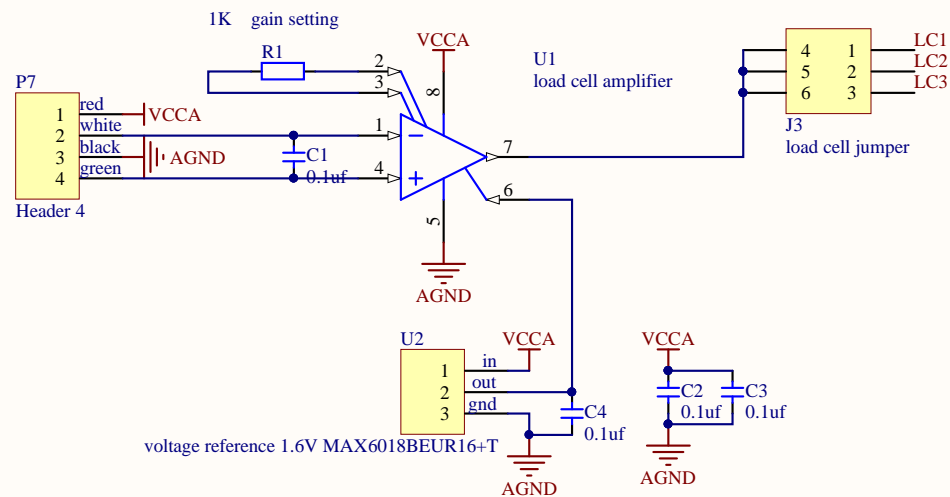 1K gain setting
R1
VCCA
U1
load cell amplifier
2
3
8
P7
1 red VCCA
2 white
3 black AGND
4 green
Header 4
C1
0.1uf
1
4
7
6
5
AGND
4 1 LC1
5 2 LC2
6 3 LC3
J3
load cell jumper
U2
1 in VCCA
2 out
3 gnd
C4
0.1uf
voltage reference 1.6V MAX6018BEUR16+T
AGND
VCCA
C2
0.1uf
C3
0.1uf
AGND